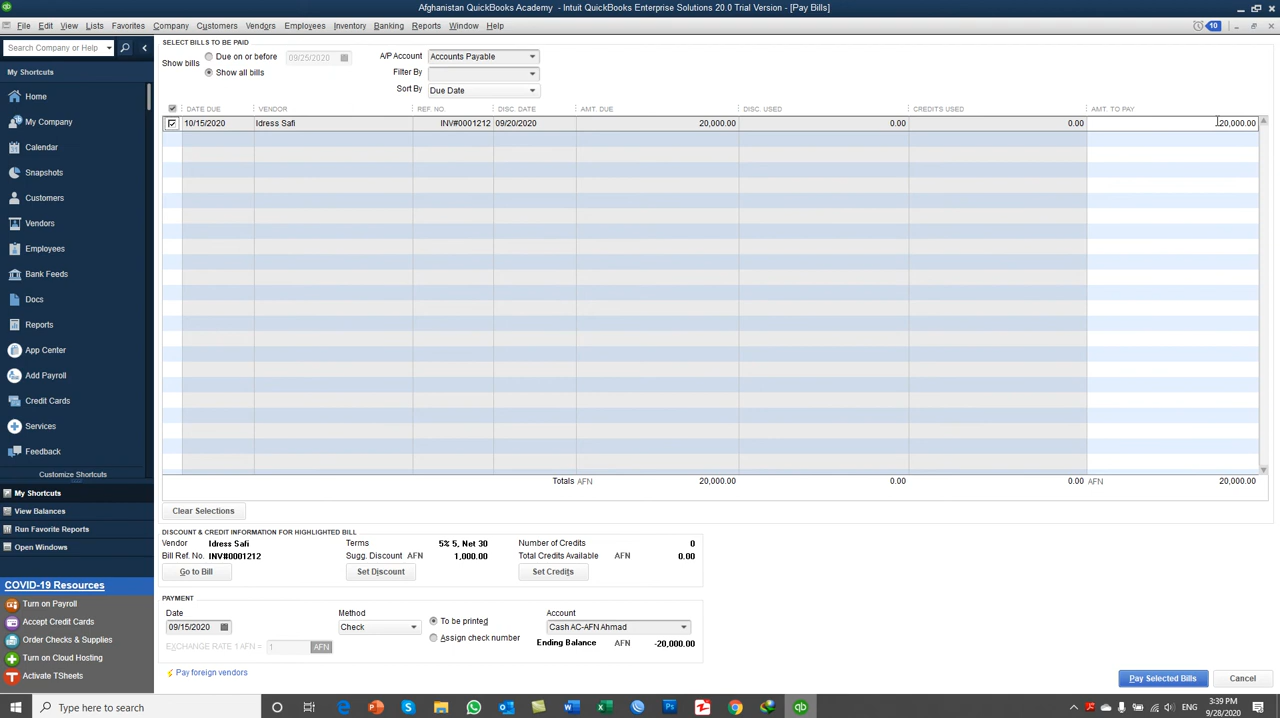 Afghanistan QuickBooks Academy - Intuit QuickBooks Enterprise Solutions 20.0 Trial Version - [Pay Bills]
File Edit View Lists Favorites Company Customers Vendors Employees Inventory Banking Reports Window Help 10
Search Company or Help
My Shortcuts
Home
My Company
Calendar
Snapshots
Customers
Vendors
Employees
Bank Feeds
Docs
Reports
App Center
Add Payroll
Credit Cards
Services
Feedback
Customize Shortcuts
My Shortcuts
View Balances
Run Favorite Reports
Open Windows
COVID-19 Resources
Turn on Payroll
Accept Credit Cards
Order Checks & Supplies
Turn on Cloud Hosting
Activate TSheets
SELECT BILLS TO BE PAID
Show bills Due on or before 09/25/2020 A/P Account Accounts Payable
Show all bills Filter By
Sort By Due Date
DATE DUE VENDOR REF. NO. DISC. DATE AMT. DUE DISC. USED CREDITS USED AMT. TO PAY
10/15/2020 Idress Safi INV#0001212 09/20/2020 20,000.00 0.00 0.00 20,000.00
Totals AFN 20,000.00 0.00 0.00 AFN 20,000.00
Clear Selections
DISCOUNT & CREDIT INFORMATION FOR HIGHLIGHTED BILL
Vendor Idress Safi Terms 5% 5, Net 30 Number of Credits 0
Bill Ref. No. INV#0001212 Sugg. Discount AFN 1,000.00 Total Credits Available AFN 0.00
Go to Bill Set Discount Set Credits
PAYMENT
Date Method To be printed Account
09/15/2020 Check Assign check number Cash AC-AFN Ahmad
EXCHANGE RATE 1 AFN = 1 AFN Ending Balance AFN -20,000.00
Pay foreign vendors
Pay Selected Bills Cancel
Type here to search
ENG 3:39 PM 9/28/2020